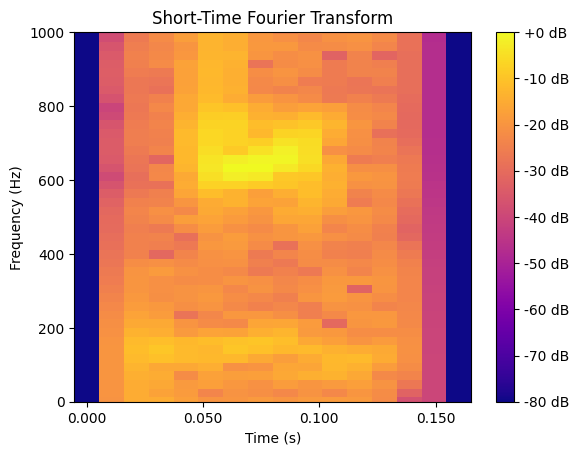 Short-Time Fourier Transform
Frequency (Hz)
1000
800
600
400
200
0
0.000
0.050
0.100
0.150
Time (s)
+0 dB
-10 dB
-20 dB
-30 dB
-40 dB
-50 dB
-60 dB
-70 dB
-80 dB